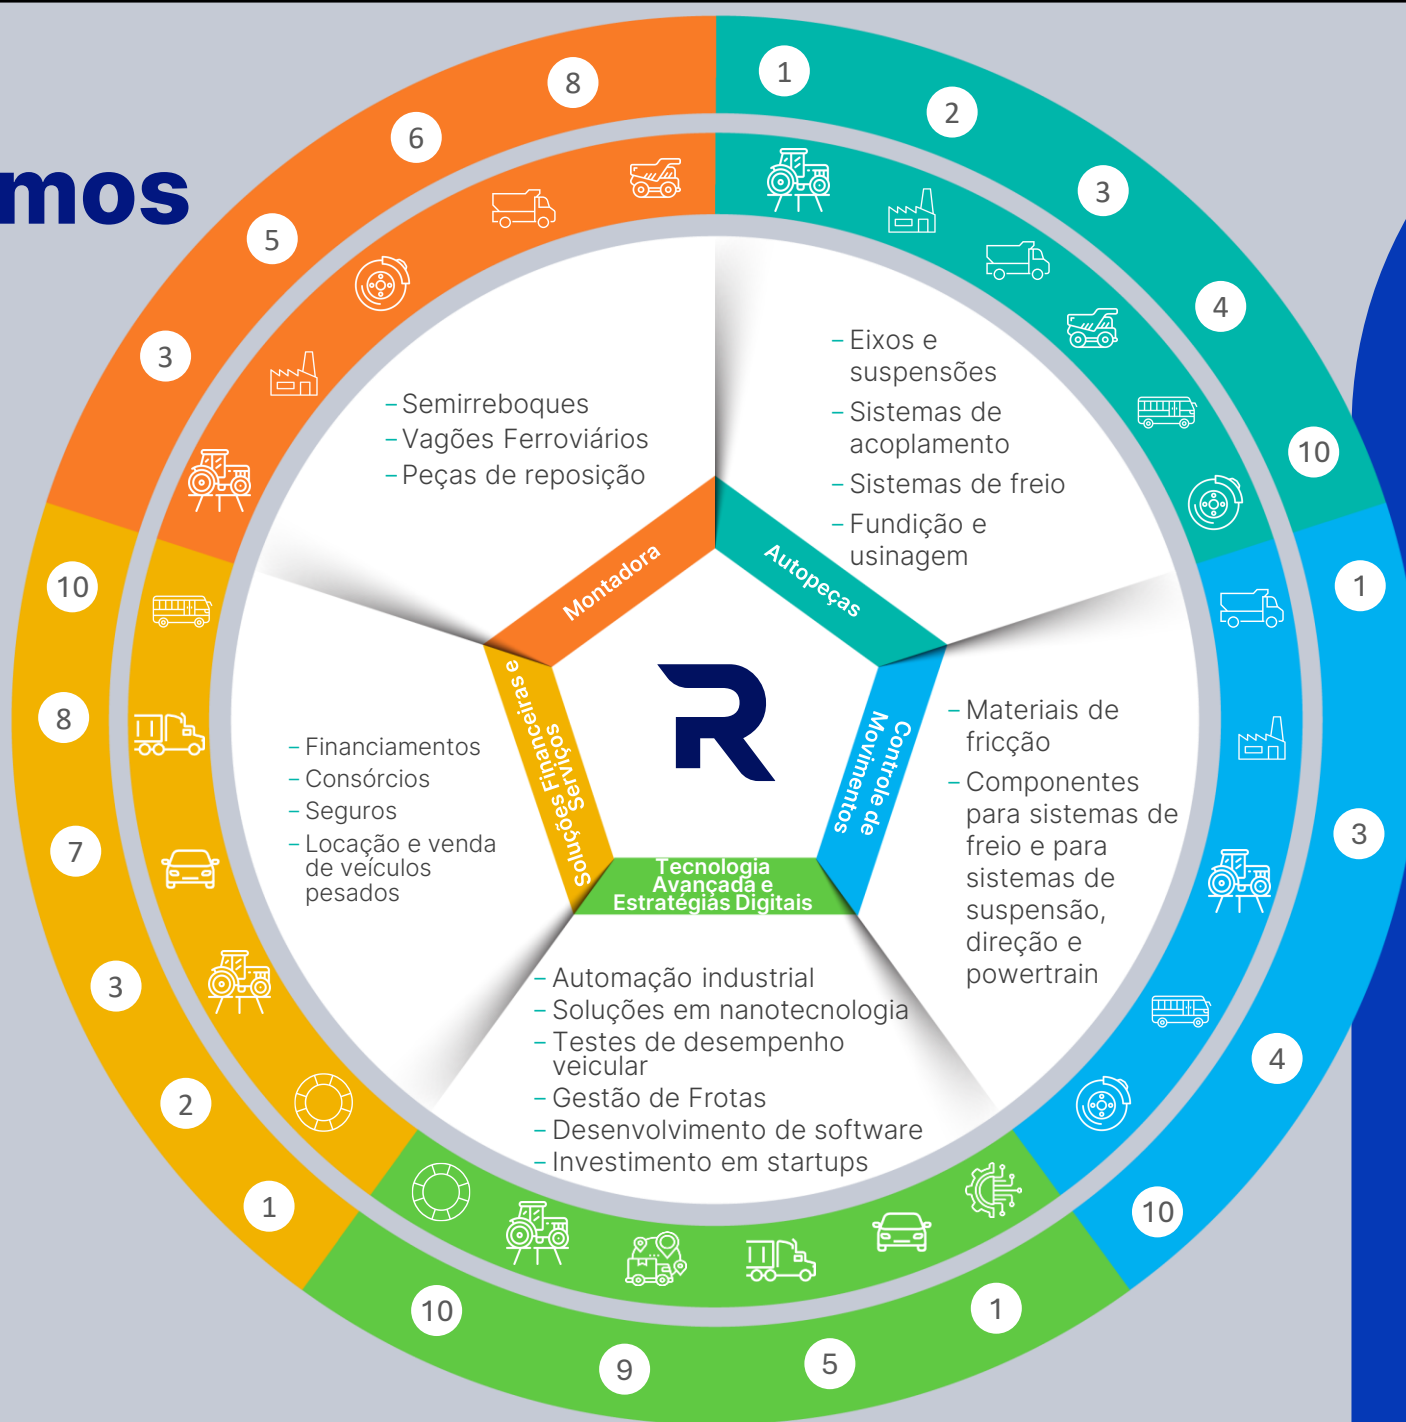 mos
8
6
5
3
1
2
3
4
10
1
3
4
10
1
5
9
10
1
2
3
7
8
10
– Semirreboques
– Vagões Ferroviários
– Peças de reposição
– Eixos e
suspensões
– Sistemas de
acoplamento
– Sistemas de freio
– Fundição e
usinagem
Montadora
Autopeças
Soluções Financeiras e
Serviços
Controle de
Movimentos
Tecnologia
Avançada e
Estratégias Digitais
R
– Financiamentos
– Consórcios
– Seguros
– Locação e venda
de veículos
pesados
– Materiais de
fricção
– Componentes
para sistemas de
freio e para
sistemas de
suspensão,
direção e
powertrain
– Automação industrial
– Soluções em nanotecnologia
– Testes de desempenho
veicular
– Gestão de Frotas
– Desenvolvimento de software
– Investimento em startups